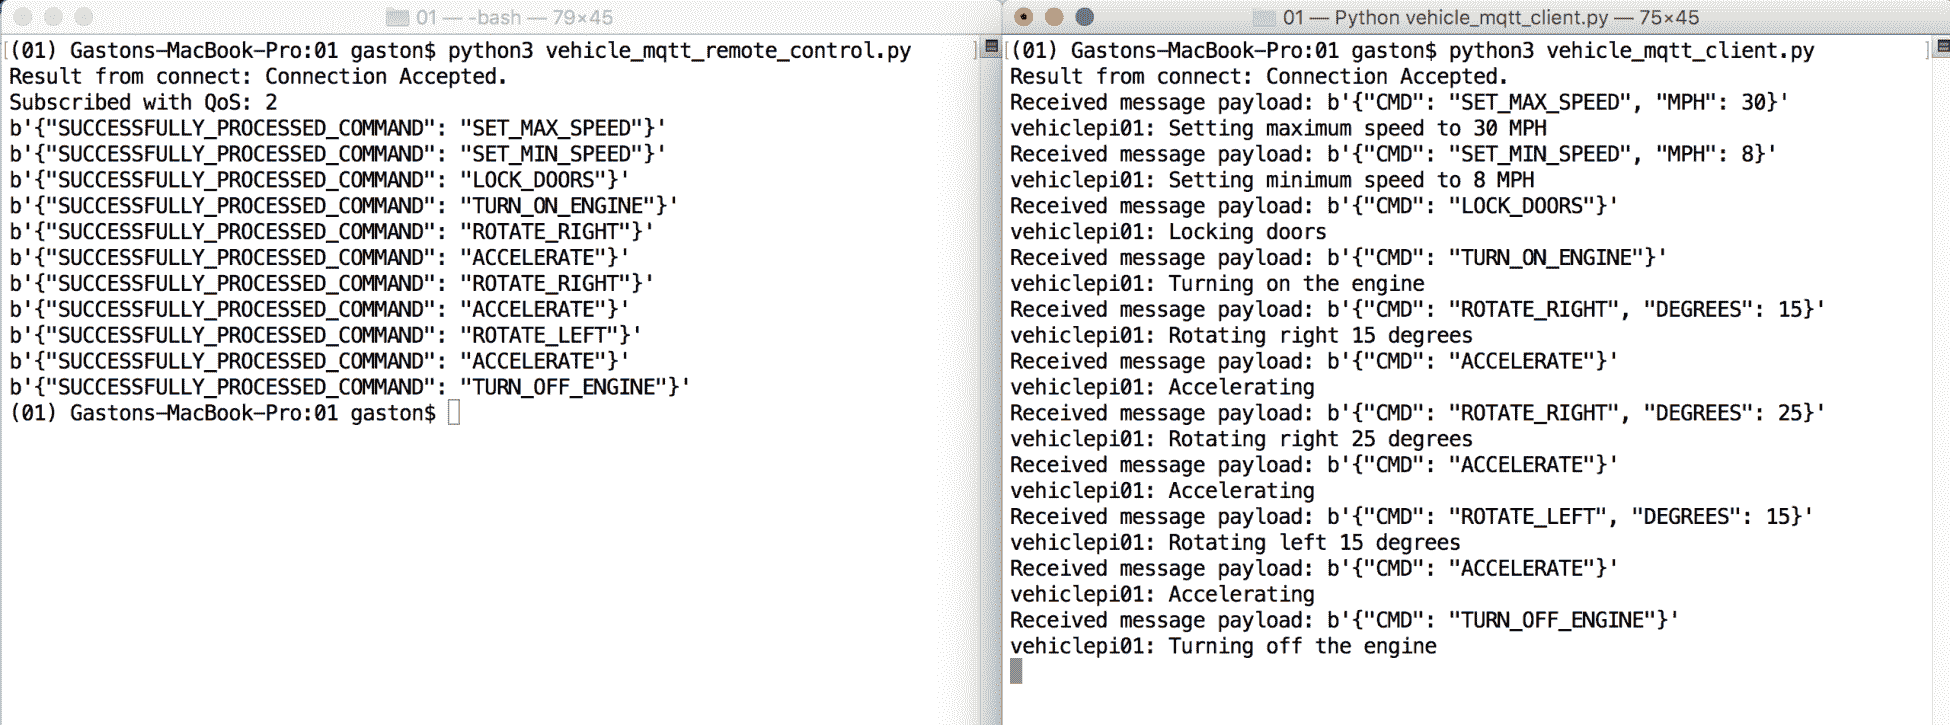 01 — -bash — 79×45
(01) Gastons-MacBook-Pro:01 gaston$ python3 vehicle_mqtt_remote_control.py
Result from connect: Connection Accepted.
Subscribed with QoS: 2
b'{"SUCCESSFULLY_PROCESSED_COMMAND": "SET_MAX_SPEED"}'
b'{"SUCCESSFULLY_PROCESSED_COMMAND": "SET_MIN_SPEED"}'
b'{"SUCCESSFULLY_PROCESSED_COMMAND": "LOCK_DOORS"}'
b'{"SUCCESSFULLY_PROCESSED_COMMAND": "TURN_ON_ENGINE"}'
b'{"SUCCESSFULLY_PROCESSED_COMMAND": "ROTATE_RIGHT"}'
b'{"SUCCESSFULLY_PROCESSED_COMMAND": "ACCELERATE"}'
b'{"SUCCESSFULLY_PROCESSED_COMMAND": "ROTATE_RIGHT"}'
b'{"SUCCESSFULLY_PROCESSED_COMMAND": "ACCELERATE"}'
b'{"SUCCESSFULLY_PROCESSED_COMMAND": "ROTATE_LEFT"}'
b'{"SUCCESSFULLY_PROCESSED_COMMAND": "ACCELERATE"}'
b'{"SUCCESSFULLY_PROCESSED_COMMAND": "TURN_OFF_ENGINE"}'
(01) Gastons-MacBook-Pro:01 gaston$
01 — Python vehicle_mqtt_client.py — 75×45
(01) Gastons-MacBook-Pro:01 gaston$ python3 vehicle_mqtt_client.py
Result from connect: Connection Accepted.
Received message payload: b'{"CMD": "SET_MAX_SPEED", "MPH": 30}'
vehiclepi01: Setting maximum speed to 30 MPH
Received message payload: b'{"CMD": "SET_MIN_SPEED", "MPH": 8}'
vehiclepi01: Setting minimum speed to 8 MPH
Received message payload: b'{"CMD": "LOCK_DOORS"}'
vehiclepi01: Locking doors
Received message payload: b'{"CMD": "TURN_ON_ENGINE"}'
vehiclepi01: Turning on the engine
Received message payload: b'{"CMD": "ROTATE_RIGHT", "DEGREES": 15}'
vehiclepi01: Rotating right 15 degrees
Received message payload: b'{"CMD": "ACCELERATE"}'
vehiclepi01: Accelerating
Received message payload: b'{"CMD": "ROTATE_RIGHT", "DEGREES": 25}'
vehiclepi01: Rotating right 25 degrees
Received message payload: b'{"CMD": "ACCELERATE"}'
vehiclepi01: Accelerating
Received message payload: b'{"CMD": "ROTATE_LEFT", "DEGREES": 15}'
vehiclepi01: Rotating left 15 degrees
Received message payload: b'{"CMD": "ACCELERATE"}'
vehiclepi01: Accelerating
Received message payload: b'{"CMD": "TURN_OFF_ENGINE"}'
vehiclepi01: Turning off the engine